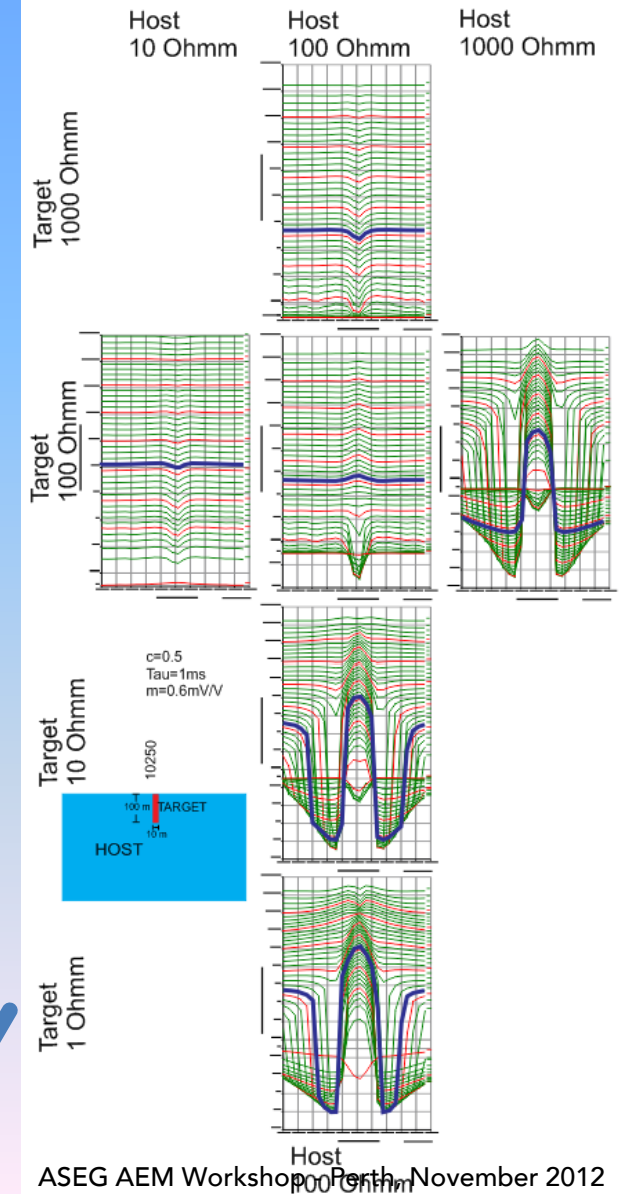 Host
10 Ohmm
Host
100 Ohmm
Host
1000 Ohmm
Target
1000 Ohmm
Target
100 Ohmm
Target
10 Ohmm
c=0.5
Tau=1ms
m=0.6mV/V
10250
100 m
TARGET
10 m
HOST
Target
1 Ohmm
Host
100 Ohmm
ASEG AEM Workshop - Perth, November 2012